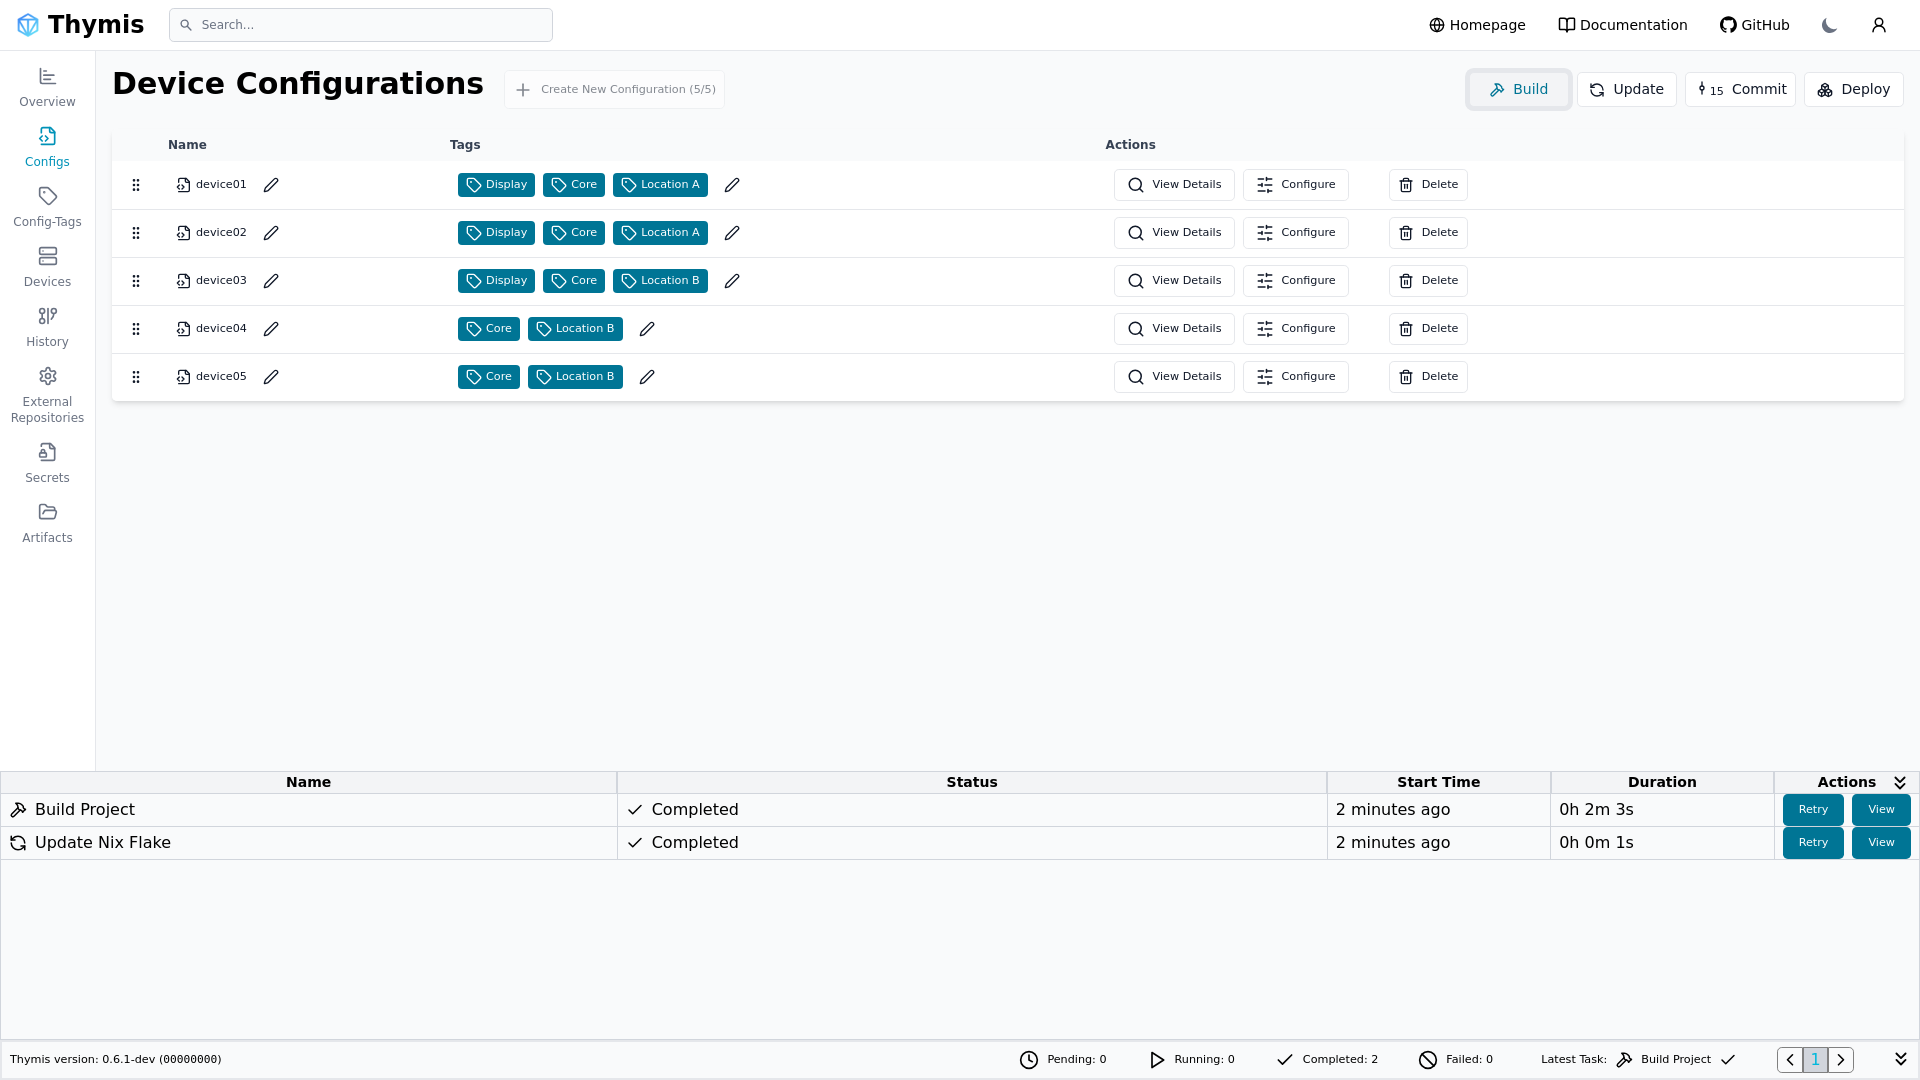 Thymis
Search...
Homepage
Documentation
GitHub
Overview
Configs
Config-Tags
Devices
History
External
Repositories
Secrets
Artifacts
Device Configurations
Create New Configuration (5/5)
Build
Update
15 Commit
Deploy
Name Tags Actions
device01 Display Core Location A View Details Configure Delete
device02 Display Core Location A View Details Configure Delete
device03 Display Core Location B View Details Configure Delete
device04 Core Location B View Details Configure Delete
device05 Core Location B View Details Configure Delete
Name Status Start Time Duration Actions
Build Project Completed 2 minutes ago 0h 2m 3s Retry View
Update Nix Flake Completed 2 minutes ago 0h 0m 1s Retry View
Thymis version: 0.6.1-dev (00000000) Pending: 0 Running: 0 Completed: 2 Failed: 0 Latest Task: Build Project 1